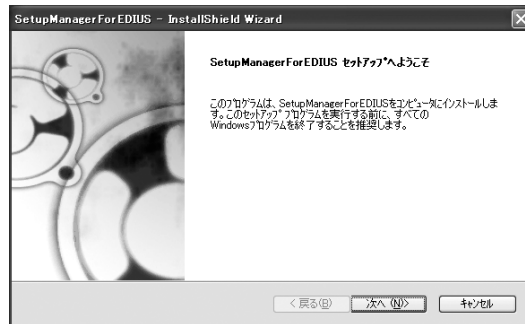 SetupManagerForEDIUS - InstallShield Wizard
SetupManagerForEDIUS ｾｯﾄｱｯﾌﾟへようこそ
このﾌﾟﾛｸﾞﾗﾑは、SetupManagerForEDIUSをｺﾝﾋﾟｭｰﾀにｲﾝｽﾄｰﾙしま
す。このｾｯﾄｱｯﾌﾟ ﾌﾟﾛｸﾞﾗﾑを実行する前に、すべての
Windowsﾌﾟﾛｸﾞﾗﾑを終了することを推奨します。
< 戻る(B)
次へ (N)>
ｷｬﾝｾﾙ